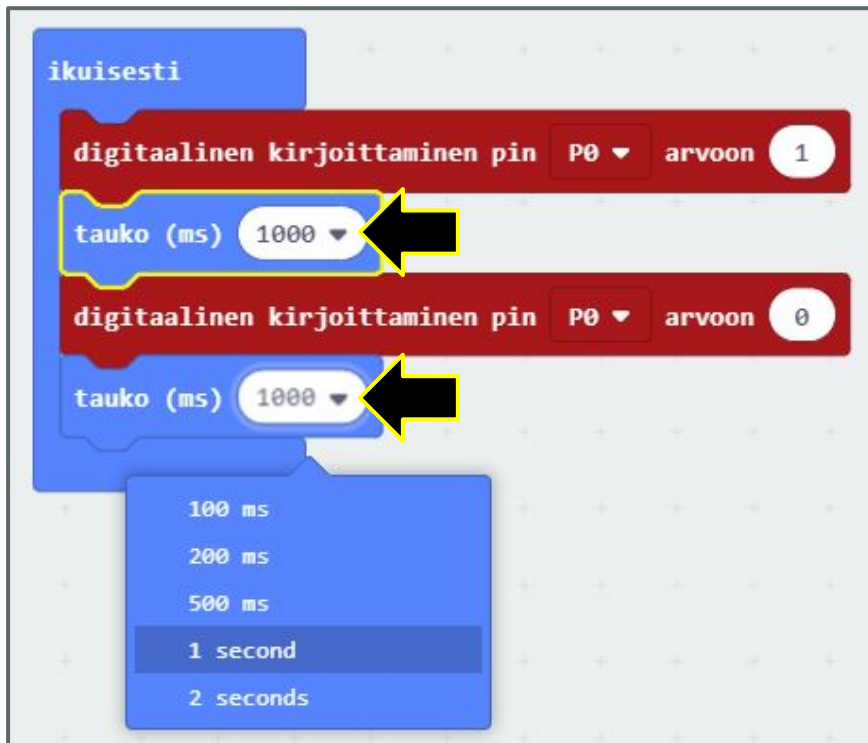 ikuisesti
digitaalinen kirjoittaminen pin P0 arvoon 1
tauko (ms) 1000
digitaalinen kirjoittaminen pin P0 arvoon 0
tauko (ms) 1000
100 ms
200 ms
500 ms
1 second
2 seconds